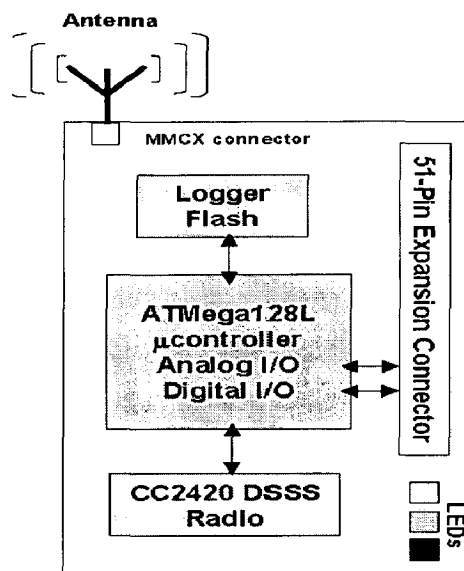 Antenna
MMCX connector
Logger
Flash
ATMega128L
μcontroller
Analog I/O
Digital I/O
51-Pin Expansion Connector
CC2420 DSSS
Radio
LEDs